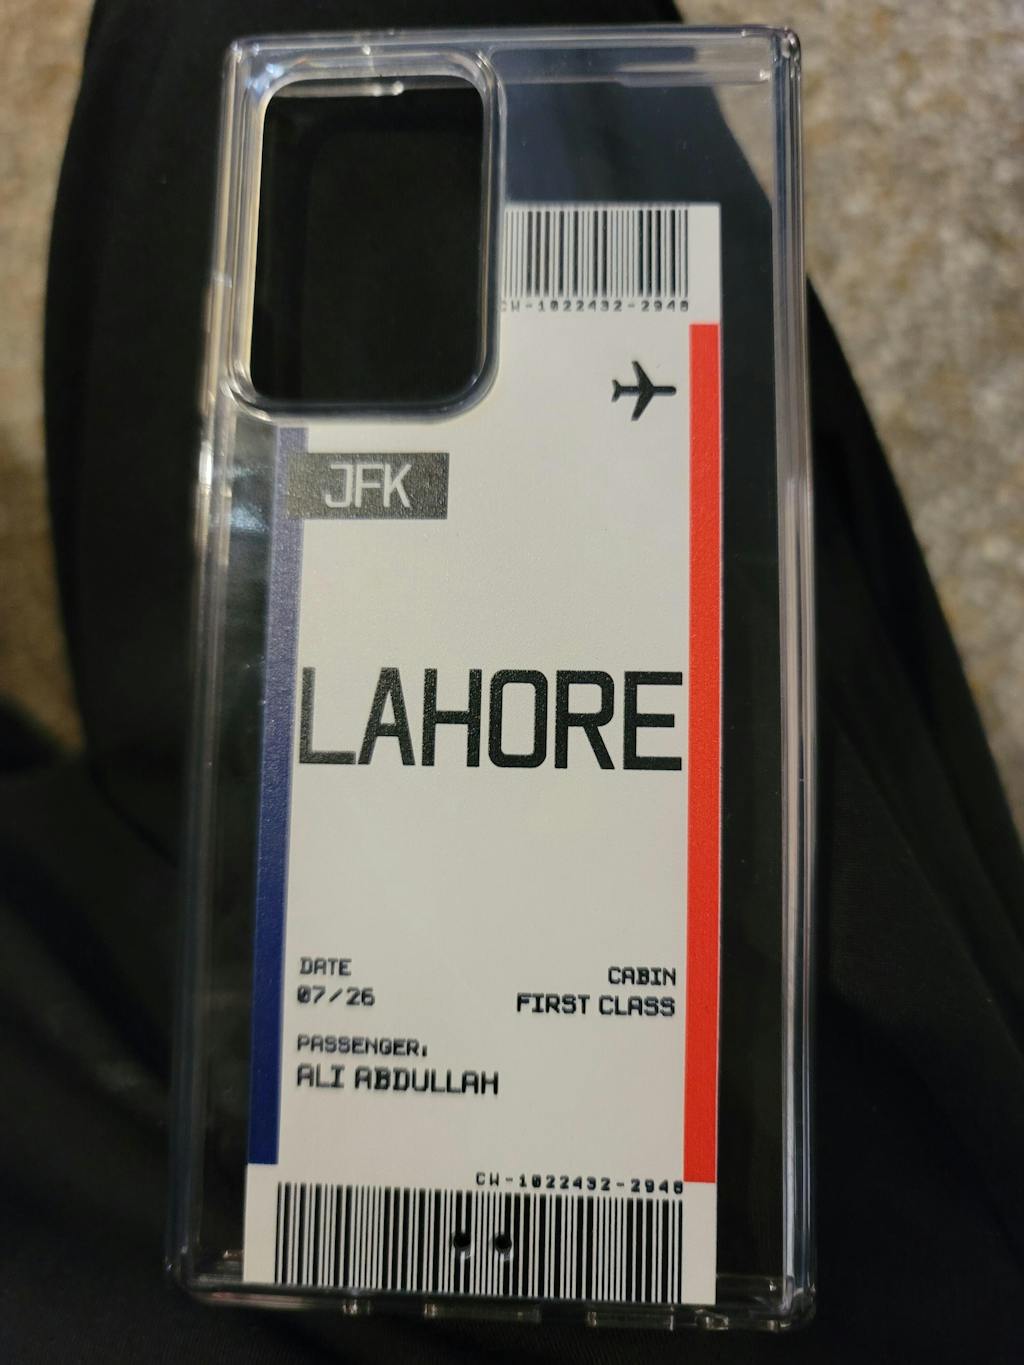 CW-1022432-2948
JFK
LAHORE
DATE
07/26
CABIN
FIRST CLASS
PASSENGER:
ALI ABDULLAH
CW-1022432-2948